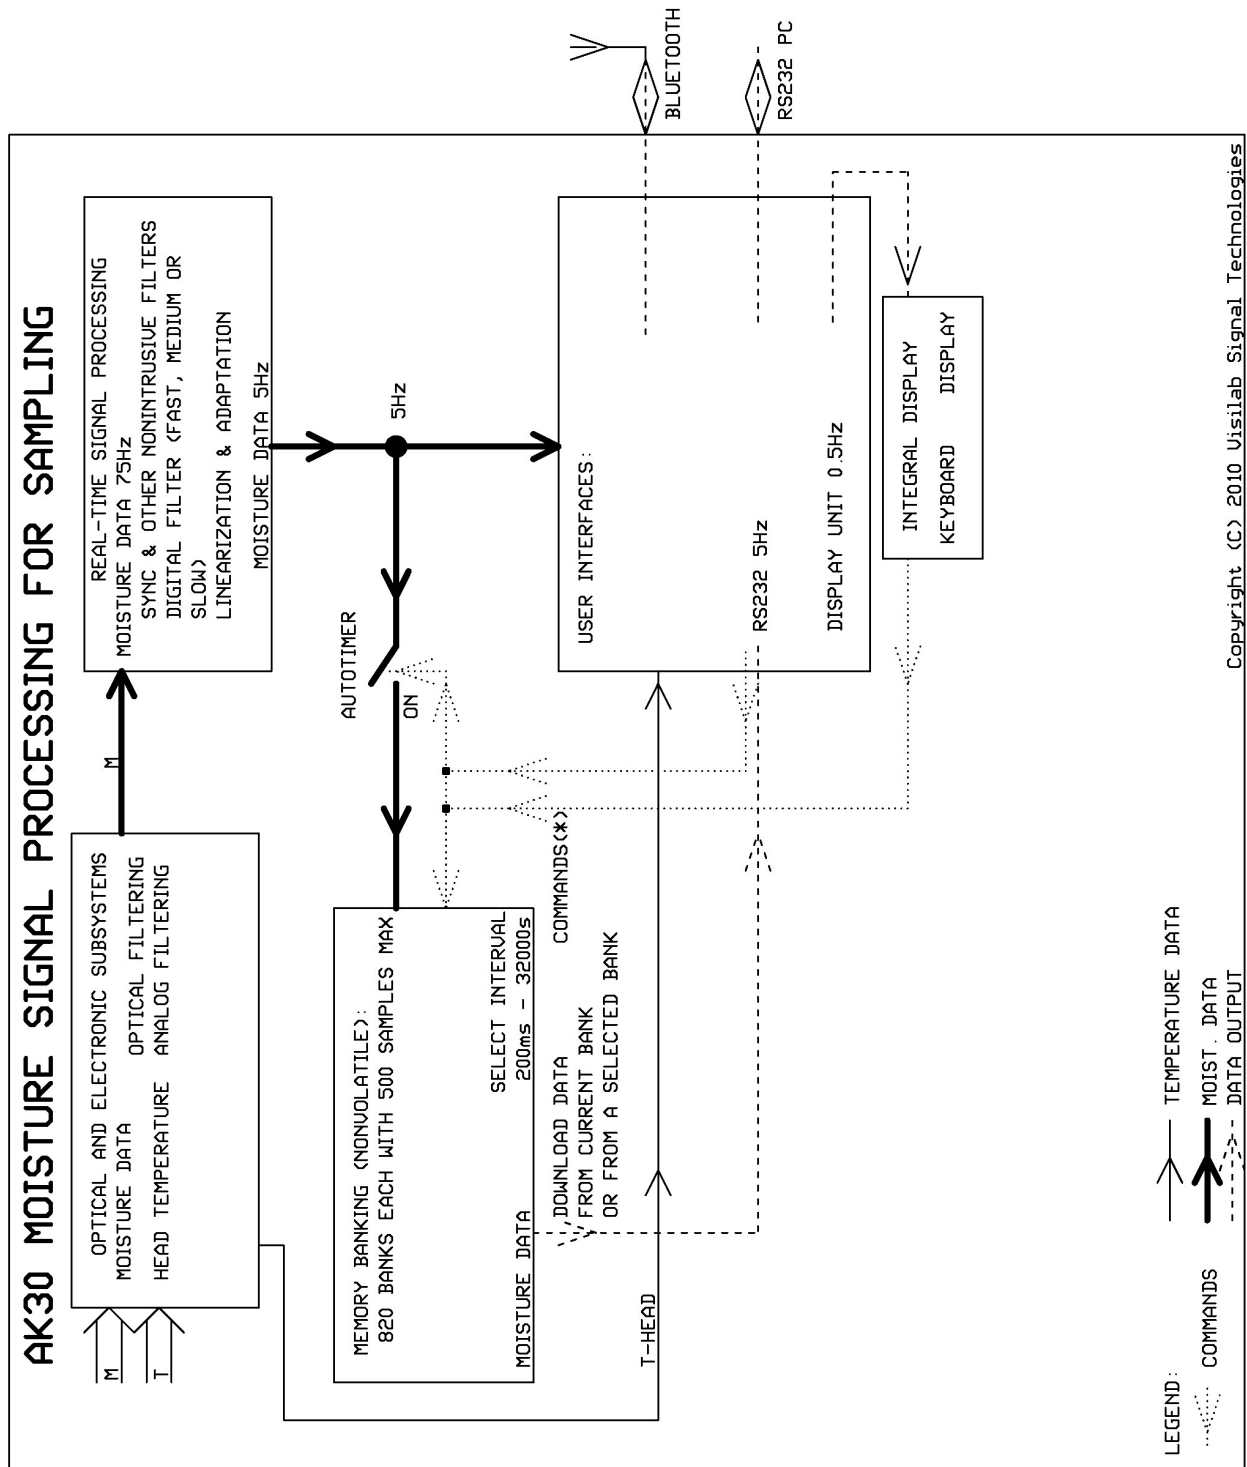 AK30 MOISTURE SIGNAL PROCESSING FOR SAMPLING
M
T
OPTICAL AND ELECTRONIC SUBSYSTEMS
MOISTURE DATA
OPTICAL FILTERING
HEAD TEMPERATURE ANALOG FILTERING
M
REAL-TIME SIGNAL PROCESSING
MOISTURE DATA 75Hz
SYNC & OTHER NONINTRUSIVE FILTERS
DIGITAL FILTER (FAST, MEDIUM OR
SLOW)
LINEARIZATION & ADAPTATION
MOISTURE DATA 5Hz
MEMORY BANKING (NONVOLATILE):
820 BANKS EACH WITH 500 SAMPLES MAX
SELECT INTERVAL
200ms - 32000s
MOISTURE DATA
AUTOTIMER
ON
5Hz
DOWNLOAD DATA
FROM CURRENT BANK
OR FROM A SELECTED BANK
COMMANDS(*)
T-HEAD
USER INTERFACES:
RS232 5Hz
DISPLAY UNIT 0.5Hz
BLUETOOTH
RS232 PC
INTEGRAL DISPLAY
KEYBOARD DISPLAY
LEGEND:
COMMANDS
TEMPERATURE DATA
MOIST. DATA
DATA OUTPUT
Copyright (C) 2010 Visilab Signal Technologies